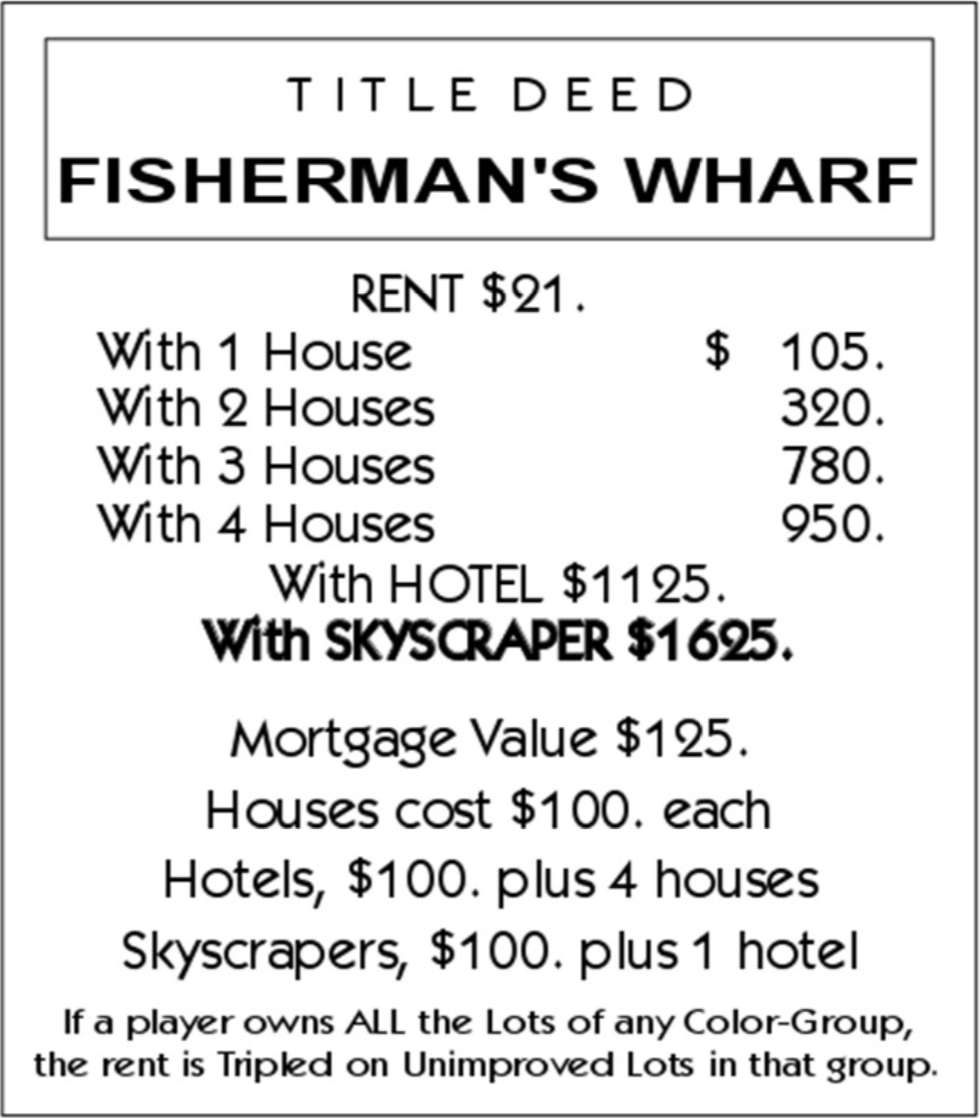 TITLE DEED
FISHERMAN'S WHARF
RENT $21.
With 1 House $ 105.
With 2 Houses 320.
With 3 Houses 780.
With 4 Houses 950.
With HOTEL $1125.
With SKYSCRAPER $1625.
Mortgage Value $125.
Houses cost $100. each
Hotels, $100. plus 4 houses
Skyscrapers, $100. plus 1 hotel
If a player owns ALL the Lots of any Color-Group,
the rent is Tripled on Unimproved Lots in that group.